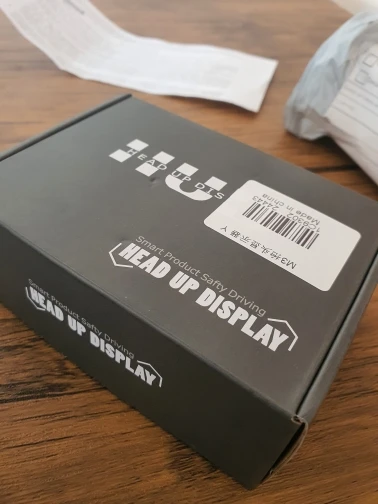 HU
HEAD UP DIS
M3抬头显示器 Y
Made in china
Smart Product Safty Driving
HEAD UP DISPLAY
Smart Product Safty Driving
HEAD UP DISPLAY